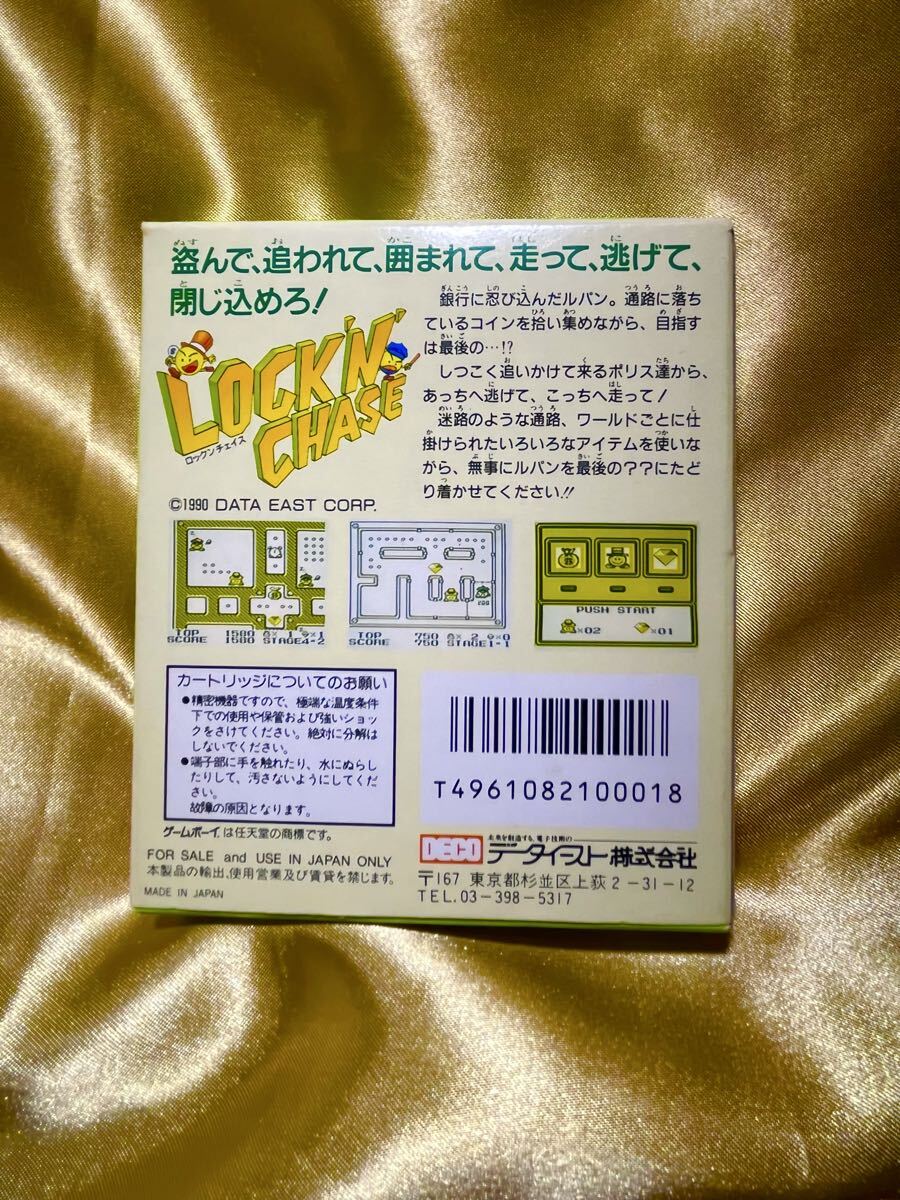 盗んで、追われて、囲まれて、走って、逃げて、
閉じ込めろ!
LOCK'N'
CHASE
ロックンチェイス
©1990 DATA EAST CORP.
銀行に忍び込んだルパン。通路に落ち
ているコインを拾い集めながら、目指す
は最後の…!?
しつこく追いかけて来るポリス達から、
あっちへ逃げて、こっちへ走って!
迷路のような通路、ワールドごとに仕
掛けられたいろいろなアイテムを使いな
がら、無事にルパンを最後の??にたど
り着かせてください!!
TOP 1580 × 1 × 1
SCORE 1580 STAGE4-2
TOP 750 × 2 × 0
SCORE 750 STAGE1-1
PUSH START
×02 ×01
カートリッジについてのお願い
●精密機器ですので、極端な温度条件
下での使用や保管および強いショッ
クをさけてください。絶対に分解は
しないでください。
●端子部に手を触れたり、水にぬらし
たりして、汚さないようにしてくだ
さい。
故障の原因となります。
ゲームボーイは任天堂の商標です。
FOR SALE and USE IN JAPAN ONLY
本製品の輸出、使用営業及び賃貸を禁じます。
MADE IN JAPAN
T4961082100018
未来を創造する、電子技術の
DECO データイースト株式会社
〒167 東京都杉並区上荻2-31-12
TEL.03-398-5317